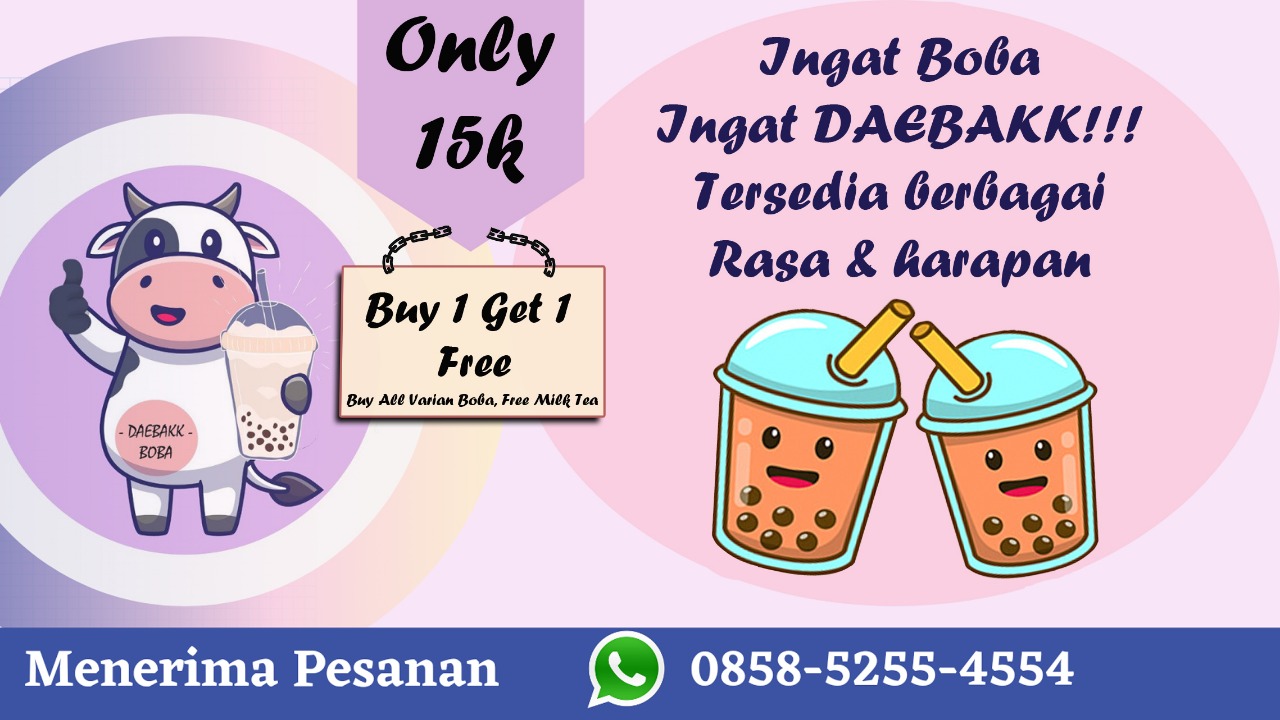 Only
15k
Buy 1 Get 1
Free
Buy All Varian Boba, Free Milk Tea
- DAEBAKK -
BOBA
Ingat Boba
Ingat DAEBAKK!!!
Tersedia berbagai
Rasa & harapan
Menerima Pesanan
0858-5255-4554